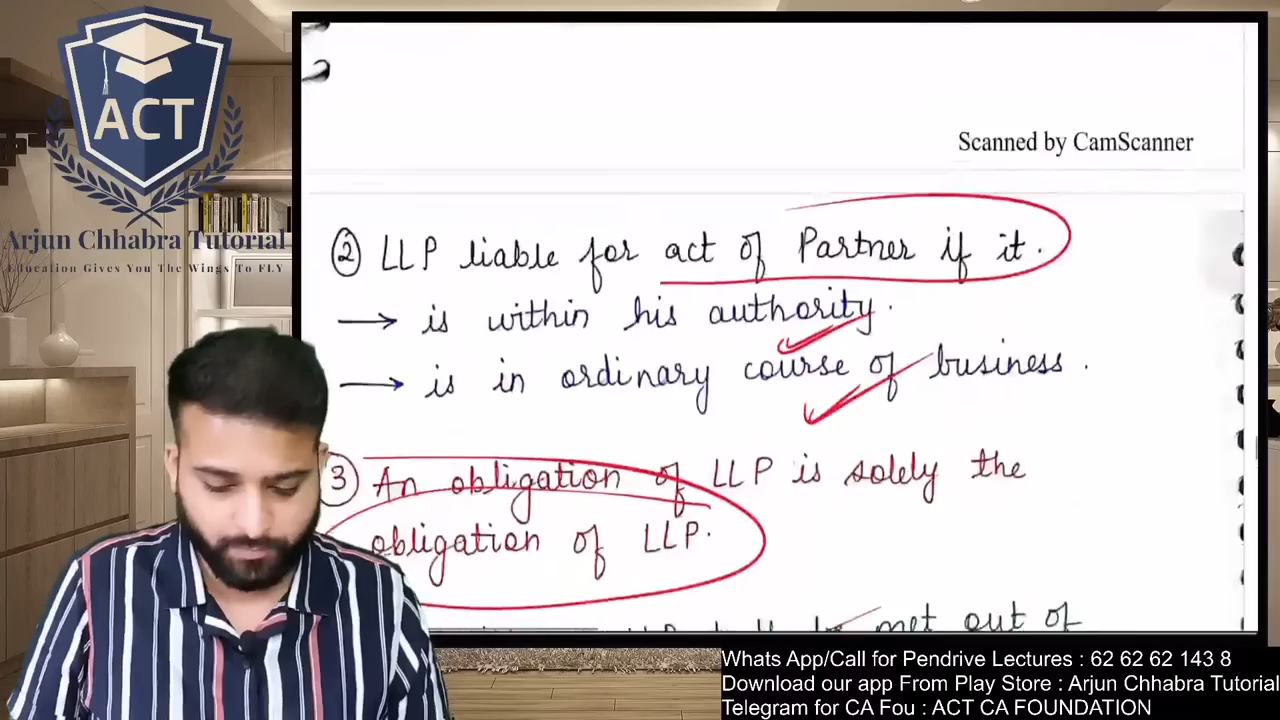 ACT
Arjun Chhabra Tutorial
Education Gives You The Wings To FLY
Scanned by CamScanner
② LLP liable for act of Partner if it.
→ is within his authority.
→ is in ordinary course of business.
③ An obligation of LLP is solely the
obligation of LLP.
met out of
Whats App/Call for Pendrive Lectures : 62 62 62 143 8
Download our app From Play Store : Arjun Chhabra Tutorial
Telegram for CA Fou : ACT CA FOUNDATION